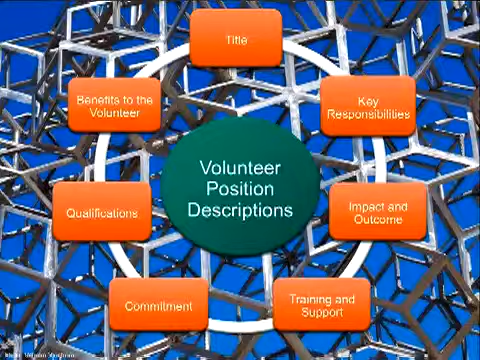 Title
Key
Responsibilities
Impact and
Outcome
Training and
Support
Commitment
Qualifications
Benefits to the
Volunteer
Volunteer
Position
Descriptions